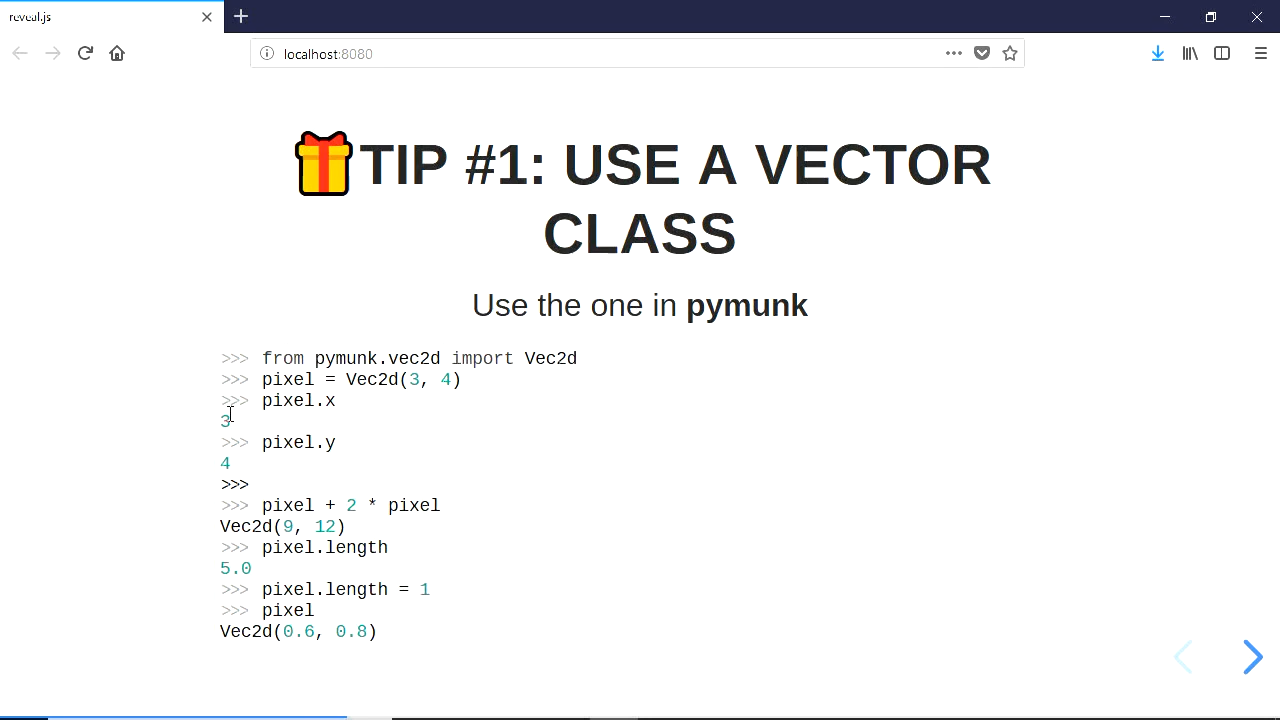 reveal.js
localhost:8080
TIP #1: USE A VECTOR
CLASS
Use the one in pymunk
>>> from pymunk.vec2d import Vec2d
>>> pixel = Vec2d(3, 4)
>>> pixel.x
3
>>> pixel.y
4
>>>
>>> pixel + 2 * pixel
Vec2d(9, 12)
>>> pixel.length
5.0
>>> pixel.length = 1
>>> pixel
Vec2d(0.6, 0.8)